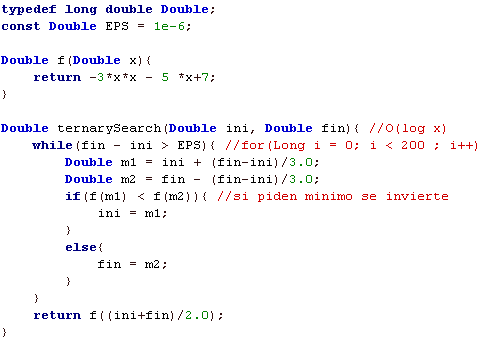 typedef long double Double;
const Double EPS = 1e-6;
Double f(Double x){
return -3*x*x - 5 *x+7;
}
Double ternarySearch(Double ini, Double fin){ //O(log x)
while(fin - ini > EPS){ //for(Long i = 0; i < 200 ; i++)
Double m1 = ini + (fin-ini)/3.0;
Double m2 = fin - (fin-ini)/3.0;
if(f(m1) < f(m2)){ //si piden minimo se invierte
ini = m1;
}
else{
fin = m2;
}
}
return f((ini+fin)/2.0);
}